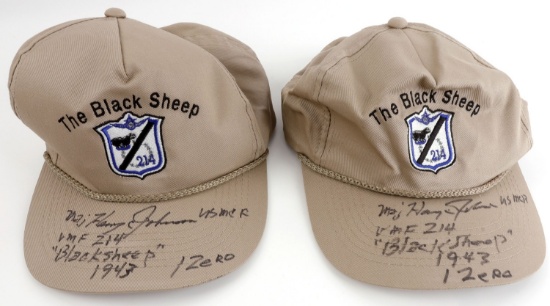 The Black Sheep
214
Maj Harry Johnson USMCR
VMF 214
"Blacksheep"
1943
1 Zero
The Black Sheep
214
Maj Harry Johnson USMCR
VMF 214
"Black Sheep"
1943
1 Zero